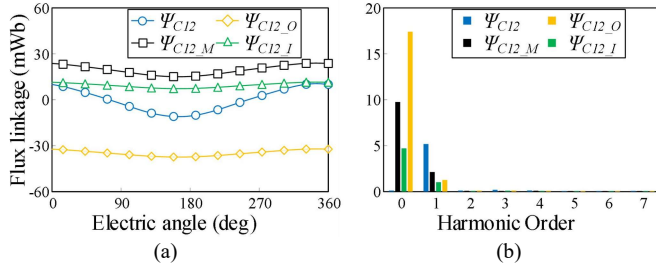 Flux linkage (mWb)
60
30
0
-30
-60
Ψ_C12 Ψ_C12_O
Ψ_C12_M Ψ_C12_I
0 90 180 270 360
Electric angle (deg)
(a)
20
15
10
5
0
Ψ_C12 Ψ_C12_O
Ψ_C12_M Ψ_C12_I
0 1 2 3 4 5 6 7
Harmonic Order
(b)